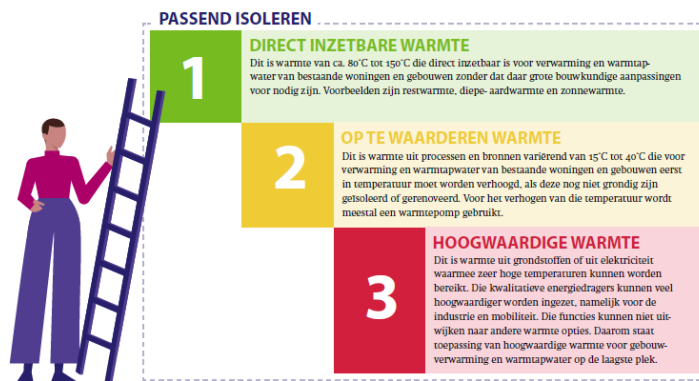 PASSEND ISOLEREN
1
DIRECT INZETBARE WARMTE
Dit is warmte van ca. 80°C tot 150°C die direct inzetbaar is voor verwarming en warmtap-
water van bestaande woningen en gebouwen zonder dat daar grote bouwkundige aanpassingen
voor nodig zijn. Voorbeelden zijn restwarmte, diepe- aardwarmte en zonnewarmte.
2
OP TE WAARDEREN WARMTE
Dit is warmte uit processen en bronnen variërend van 15°C tot 40°C die voor
verwarming en warmtapwater van bestaande woningen en gebouwen eerst
in temperatuur moet worden verhoogd, als deze nog niet grondig zijn
geïsoleerd of gerenoveerd. Voor het verhogen van die temperatuur wordt
meestal een warmtepomp gebruikt.
3
HOOGWAARDIGE WARMTE
Dit is warmte uit grondstoffen of uit elektriciteit
waarmee zeer hoge temperaturen kunnen worden
bereikt. Die kwalitatieve energiedragers kunnen veel
hoogwaardiger worden ingezet, namelijk voor de
industrie en mobiliteit. Die functies kunnen niet uit-
wijken naar andere warmte opties. Daarom staat
toepassing van hoogwaardige warmte voor gebouw-
verwarming en warmtapwater op de laagste plek.